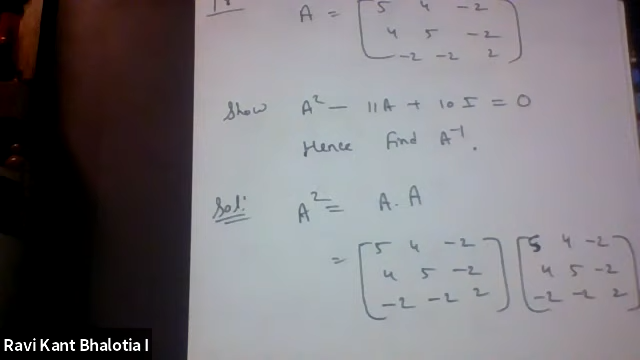 A = [ 5 4 -2
4 5 -2
-2 -2 2 ]
Show A² - 11A + 10 I = 0
Hence Find A⁻¹.
Sol: A² = A. A
= [ 5 4 -2 ] [ 5 4 -2
4 5 -2 4 5 -2
-2 -2 2 -2 -2 2 ]
Ravi Kant Bhalotia I